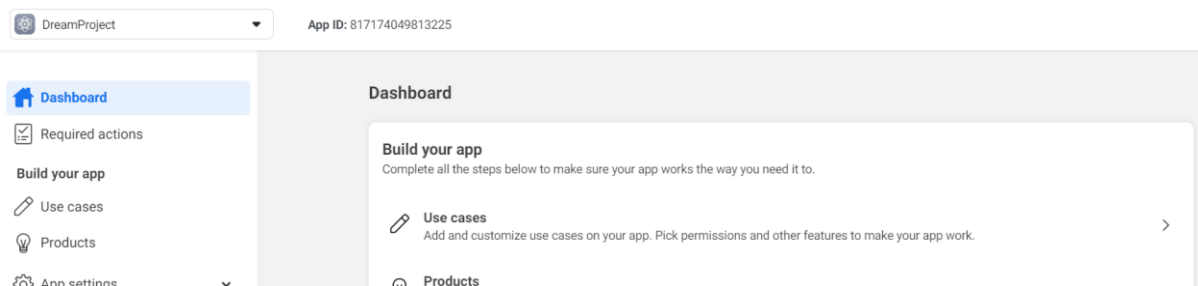 DreamProject
App ID: 817174049813225
Dashboard
Required actions
Build your app
Use cases
Products
App settings
Dashboard
Build your app
Complete all the steps below to make sure your app works the way you need it to.
Use cases
Add and customize use cases on your app. Pick permissions and other features to make your app work.
Products